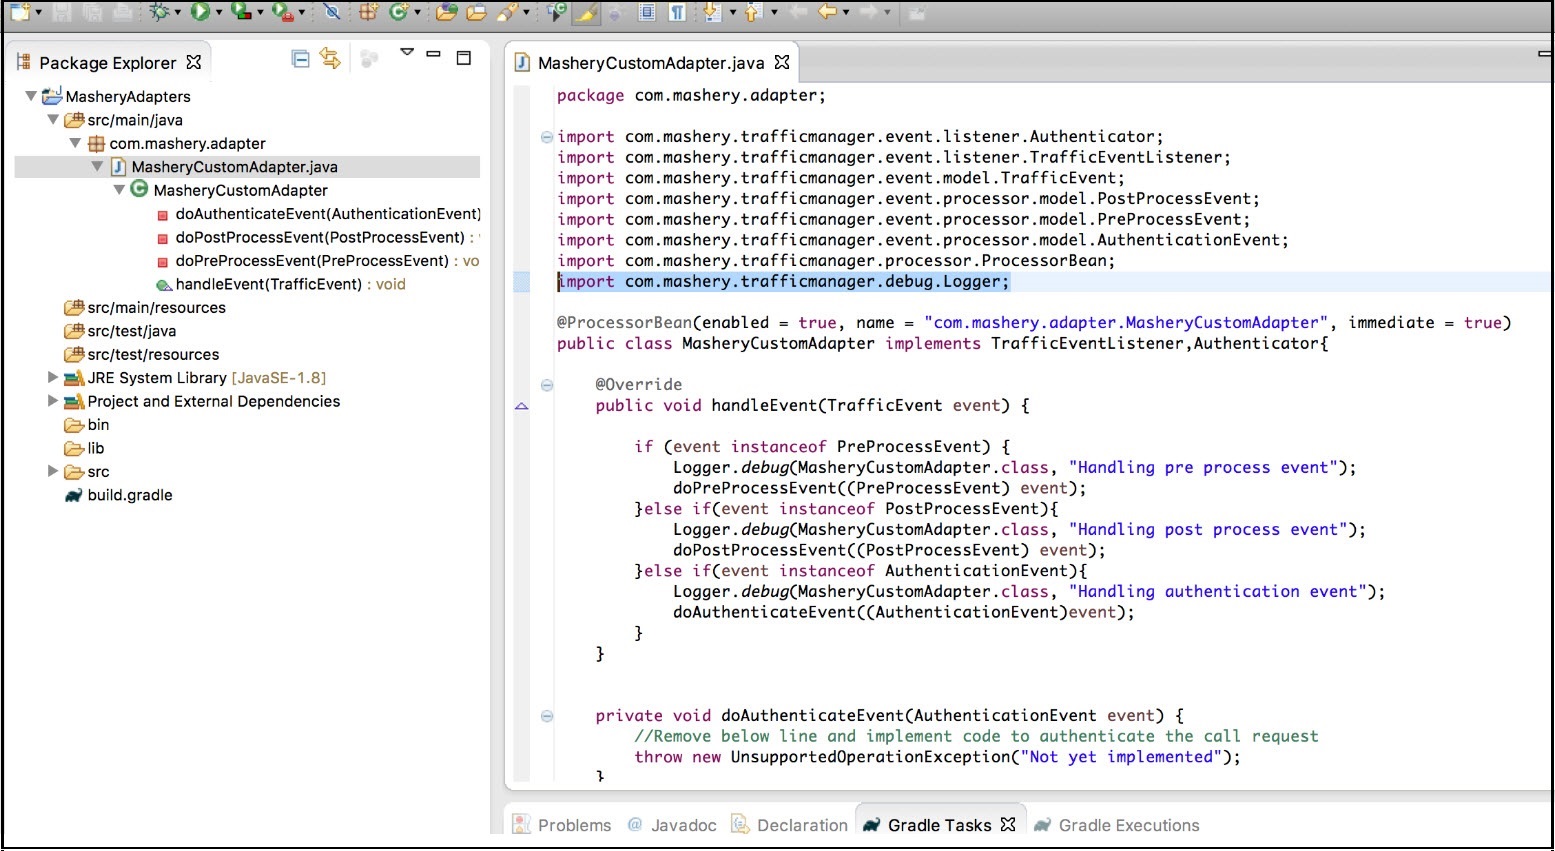 Package Explorer
MasheryAdapters
src/main/java
com.mashery.adapter
MasheryCustomAdapter.java
MasheryCustomAdapter
doAuthenticateEvent(AuthenticationEvent)
doPostProcessEvent(PostProcessEvent) :
doPreProcessEvent(PreProcessEvent) : vo
handleEvent(TrafficEvent) : void
src/main/resources
src/test/java
src/test/resources
JRE System Library [JavaSE-1.8]
Project and External Dependencies
bin
lib
src
build.gradle
MasheryCustomAdapter.java
package com.mashery.adapter;
import com.mashery.trafficmanager.event.listener.Authenticator;
import com.mashery.trafficmanager.event.listener.TrafficEventListener;
import com.mashery.trafficmanager.event.model.TrafficEvent;
import com.mashery.trafficmanager.event.processor.model.PostProcessEvent;
import com.mashery.trafficmanager.event.processor.model.PreProcessEvent;
import com.mashery.trafficmanager.event.processor.model.AuthenticationEvent;
import com.mashery.trafficmanager.processor.ProcessorBean;
import com.mashery.trafficmanager.debug.Logger;
@ProcessorBean(enabled = true, name = "com.mashery.adapter.MasheryCustomAdapter", immediate = true)
public class MasheryCustomAdapter implements TrafficEventListener,Authenticator{
@Override
public void handleEvent(TrafficEvent event) {
if (event instanceof PreProcessEvent) {
Logger.debug(MasheryCustomAdapter.class, "Handling pre process event");
doPreProcessEvent((PreProcessEvent) event);
}else if(event instanceof PostProcessEvent){
Logger.debug(MasheryCustomAdapter.class, "Handling post process event");
doPostProcessEvent((PostProcessEvent) event);
}else if(event instanceof AuthenticationEvent){
Logger.debug(MasheryCustomAdapter.class, "Handling authentication event");
doAuthenticateEvent((AuthenticationEvent)event);
}
}
private void doAuthenticateEvent(AuthenticationEvent event) {
//Remove below line and implement code to authenticate the call request
throw new UnsupportedOperationException("Not yet implemented");
}
Problems @ Javadoc Declaration Gradle Tasks Gradle Executions